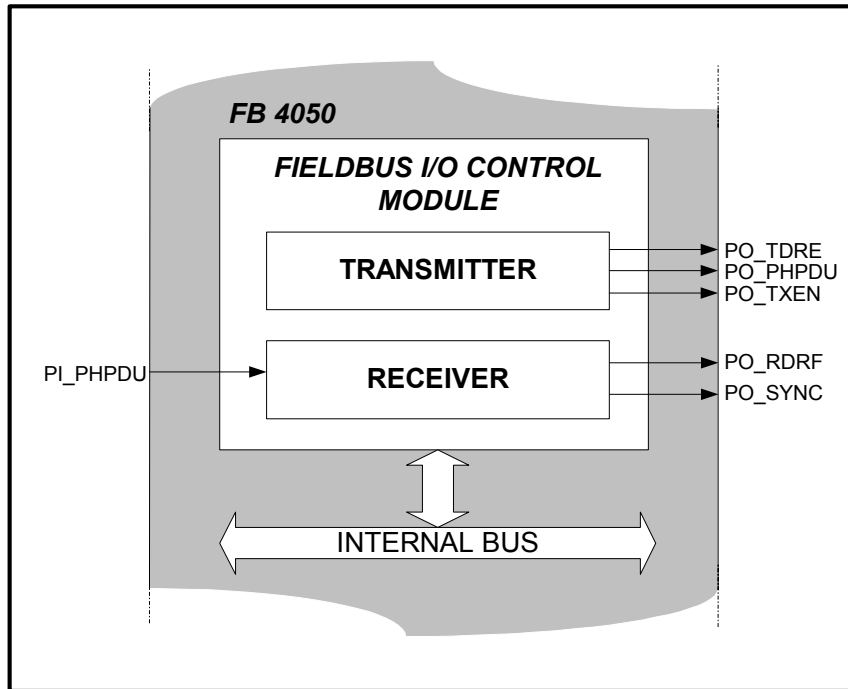 FB 4050
FIELDBUS I/O CONTROL
MODULE
TRANSMITTER
PO_TDRE
PO_PHPDU
PO_TXEN
PI_PHPDU
RECEIVER
PO_RDRF
PO_SYNC
INTERNAL BUS